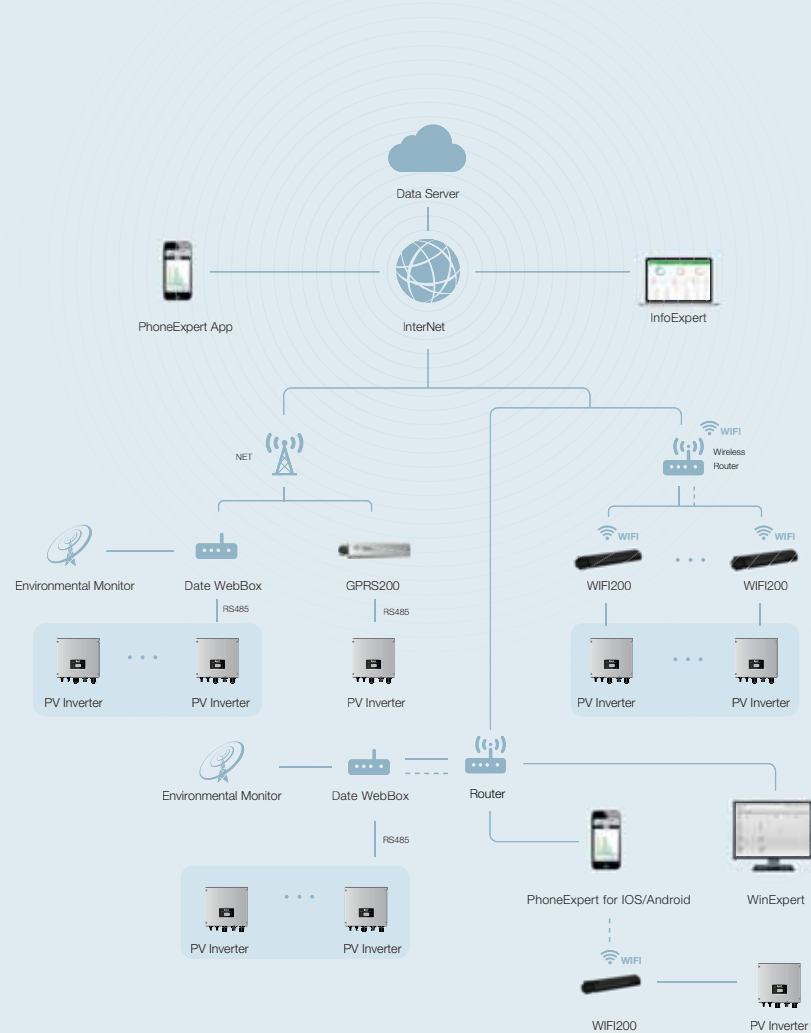 Data Server
PhoneExpert App
InterNet
InfoExpert
WIFI
NET
Wireless
Router
WIFI
WIFI
Environmental Monitor
Date WebBox
GPRS200
WIFI200
WIFI200
RS485
RS485
PV Inverter
PV Inverter
PV Inverter
PV Inverter
PV Inverter
Environmental Monitor
Date WebBox
Router
RS485
PhoneExpert for IOS/Android
WinExpert
PV Inverter
PV Inverter
WIFI
WIFI200
PV Inverter